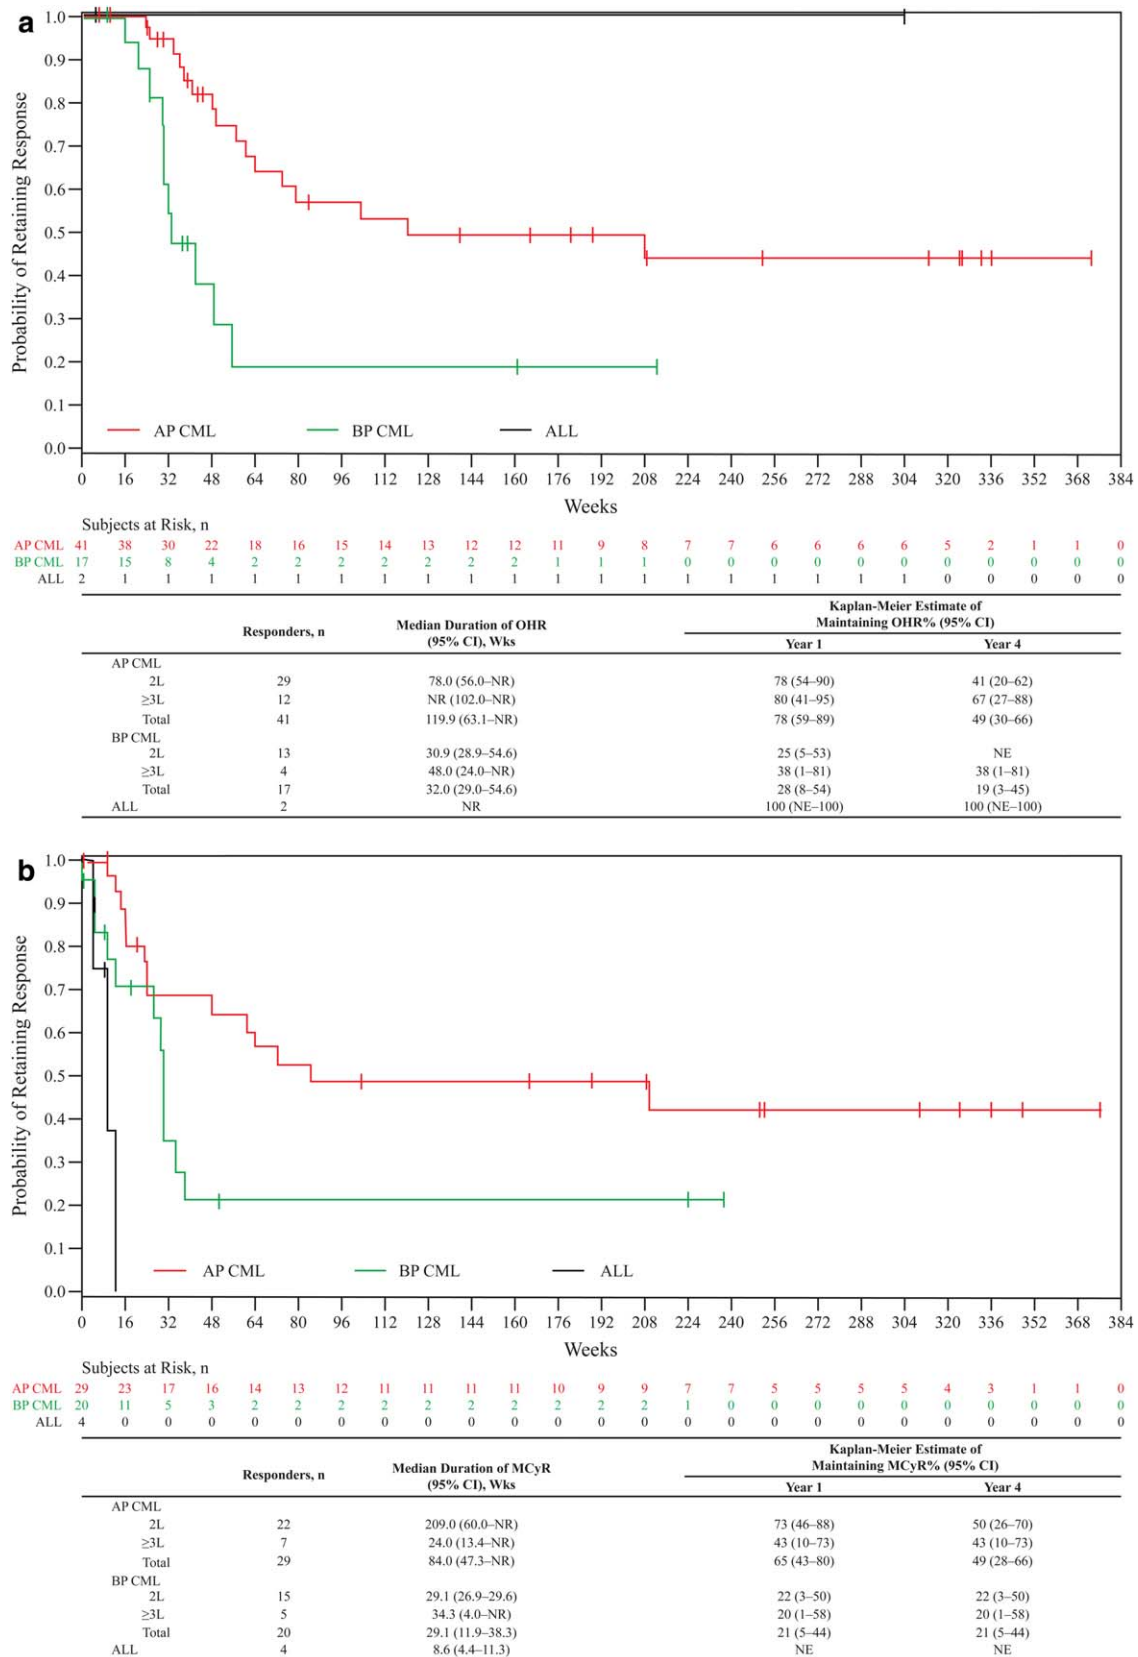 a
Probability of Retaining Response
1.0
0.9
0.8
0.7
0.6
0.5
0.4
0.3
0.2
0.1
0.0
AP CML BP CML ALL
0 16 32 48 64 80 96 112 128 144 160 176 192 208 224 240 256 272 288 304 320 336 352 368 384
Weeks
Subjects at Risk, n
AP CML 41 38 30 22 18 16 15 14 13 12 12 11 9 8 7 7 6 6 6 6 5 2 1 1 0
BP CML 17 15 8 4 2 2 2 2 2 2 2 1 1 1 0 0 0 0 0 0 0 0 0 0 0
ALL 2 1 1 1 1 1 1 1 1 1 1 1 1 1 1 1 1 1 1 1 0 0 0 0 0
Kaplan-Meier Estimate of
Responders, n Median Duration of OHR Maintaining OHR% (95% CI)
(95% CI), Wks Year 1 Year 4
AP CML
2L 29 78.0 (56.0–NR) 78 (54–90) 41 (20–62)
≥3L 12 NR (102.0–NR) 80 (41–95) 67 (27–88)
Total 41 119.9 (63.1–NR) 78 (59–89) 49 (30–66)
BP CML
2L 13 30.9 (28.9–54.6) 25 (5–53) NE
≥3L 4 48.0 (24.0–NR) 38 (1–81) 38 (1–81)
Total 17 32.0 (29.0–54.6) 28 (8–54) 19 (3–45)
ALL 2 NR 100 (NE–100) 100 (NE–100)
b
Probability of Retaining Response
1.0
0.9
0.8
0.7
0.6
0.5
0.4
0.3
0.2
0.1
0.0
AP CML BP CML ALL
0 16 32 48 64 80 96 112 128 144 160 176 192 208 224 240 256 272 288 304 320 336 352 368 384
Weeks
Subjects at Risk, n
AP CML 29 23 17 16 14 13 12 11 11 11 11 10 9 9 7 7 5 5 5 5 4 3 1 1 0
BP CML 20 11 5 3 2 2 2 2 2 2 2 2 2 2 1 0 0 0 0 0 0 0 0 0 0
ALL 4 0 0 0 0 0 0 0 0 0 0 0 0 0 0 0 0 0 0 0 0 0 0 0 0
Kaplan-Meier Estimate of
Responders, n Median Duration of MCyR Maintaining MCyR% (95% CI)
(95% CI), Wks Year 1 Year 4
AP CML
2L 22 209.0 (60.0–NR) 73 (46–88) 50 (26–70)
≥3L 7 24.0 (13.4–NR) 43 (10–73) 43 (10–73)
Total 29 84.0 (47.3–NR) 65 (43–80) 49 (28–66)
BP CML
2L 15 29.1 (26.9–29.6) 22 (3–50) 22 (3–50)
≥3L 5 34.3 (4.0–NR) 20 (1–58) 20 (1–58)
Total 20 29.1 (11.9–38.3) 21 (5–44) 21 (5–44)
ALL 4 8.6 (4.4–11.3) NE NE